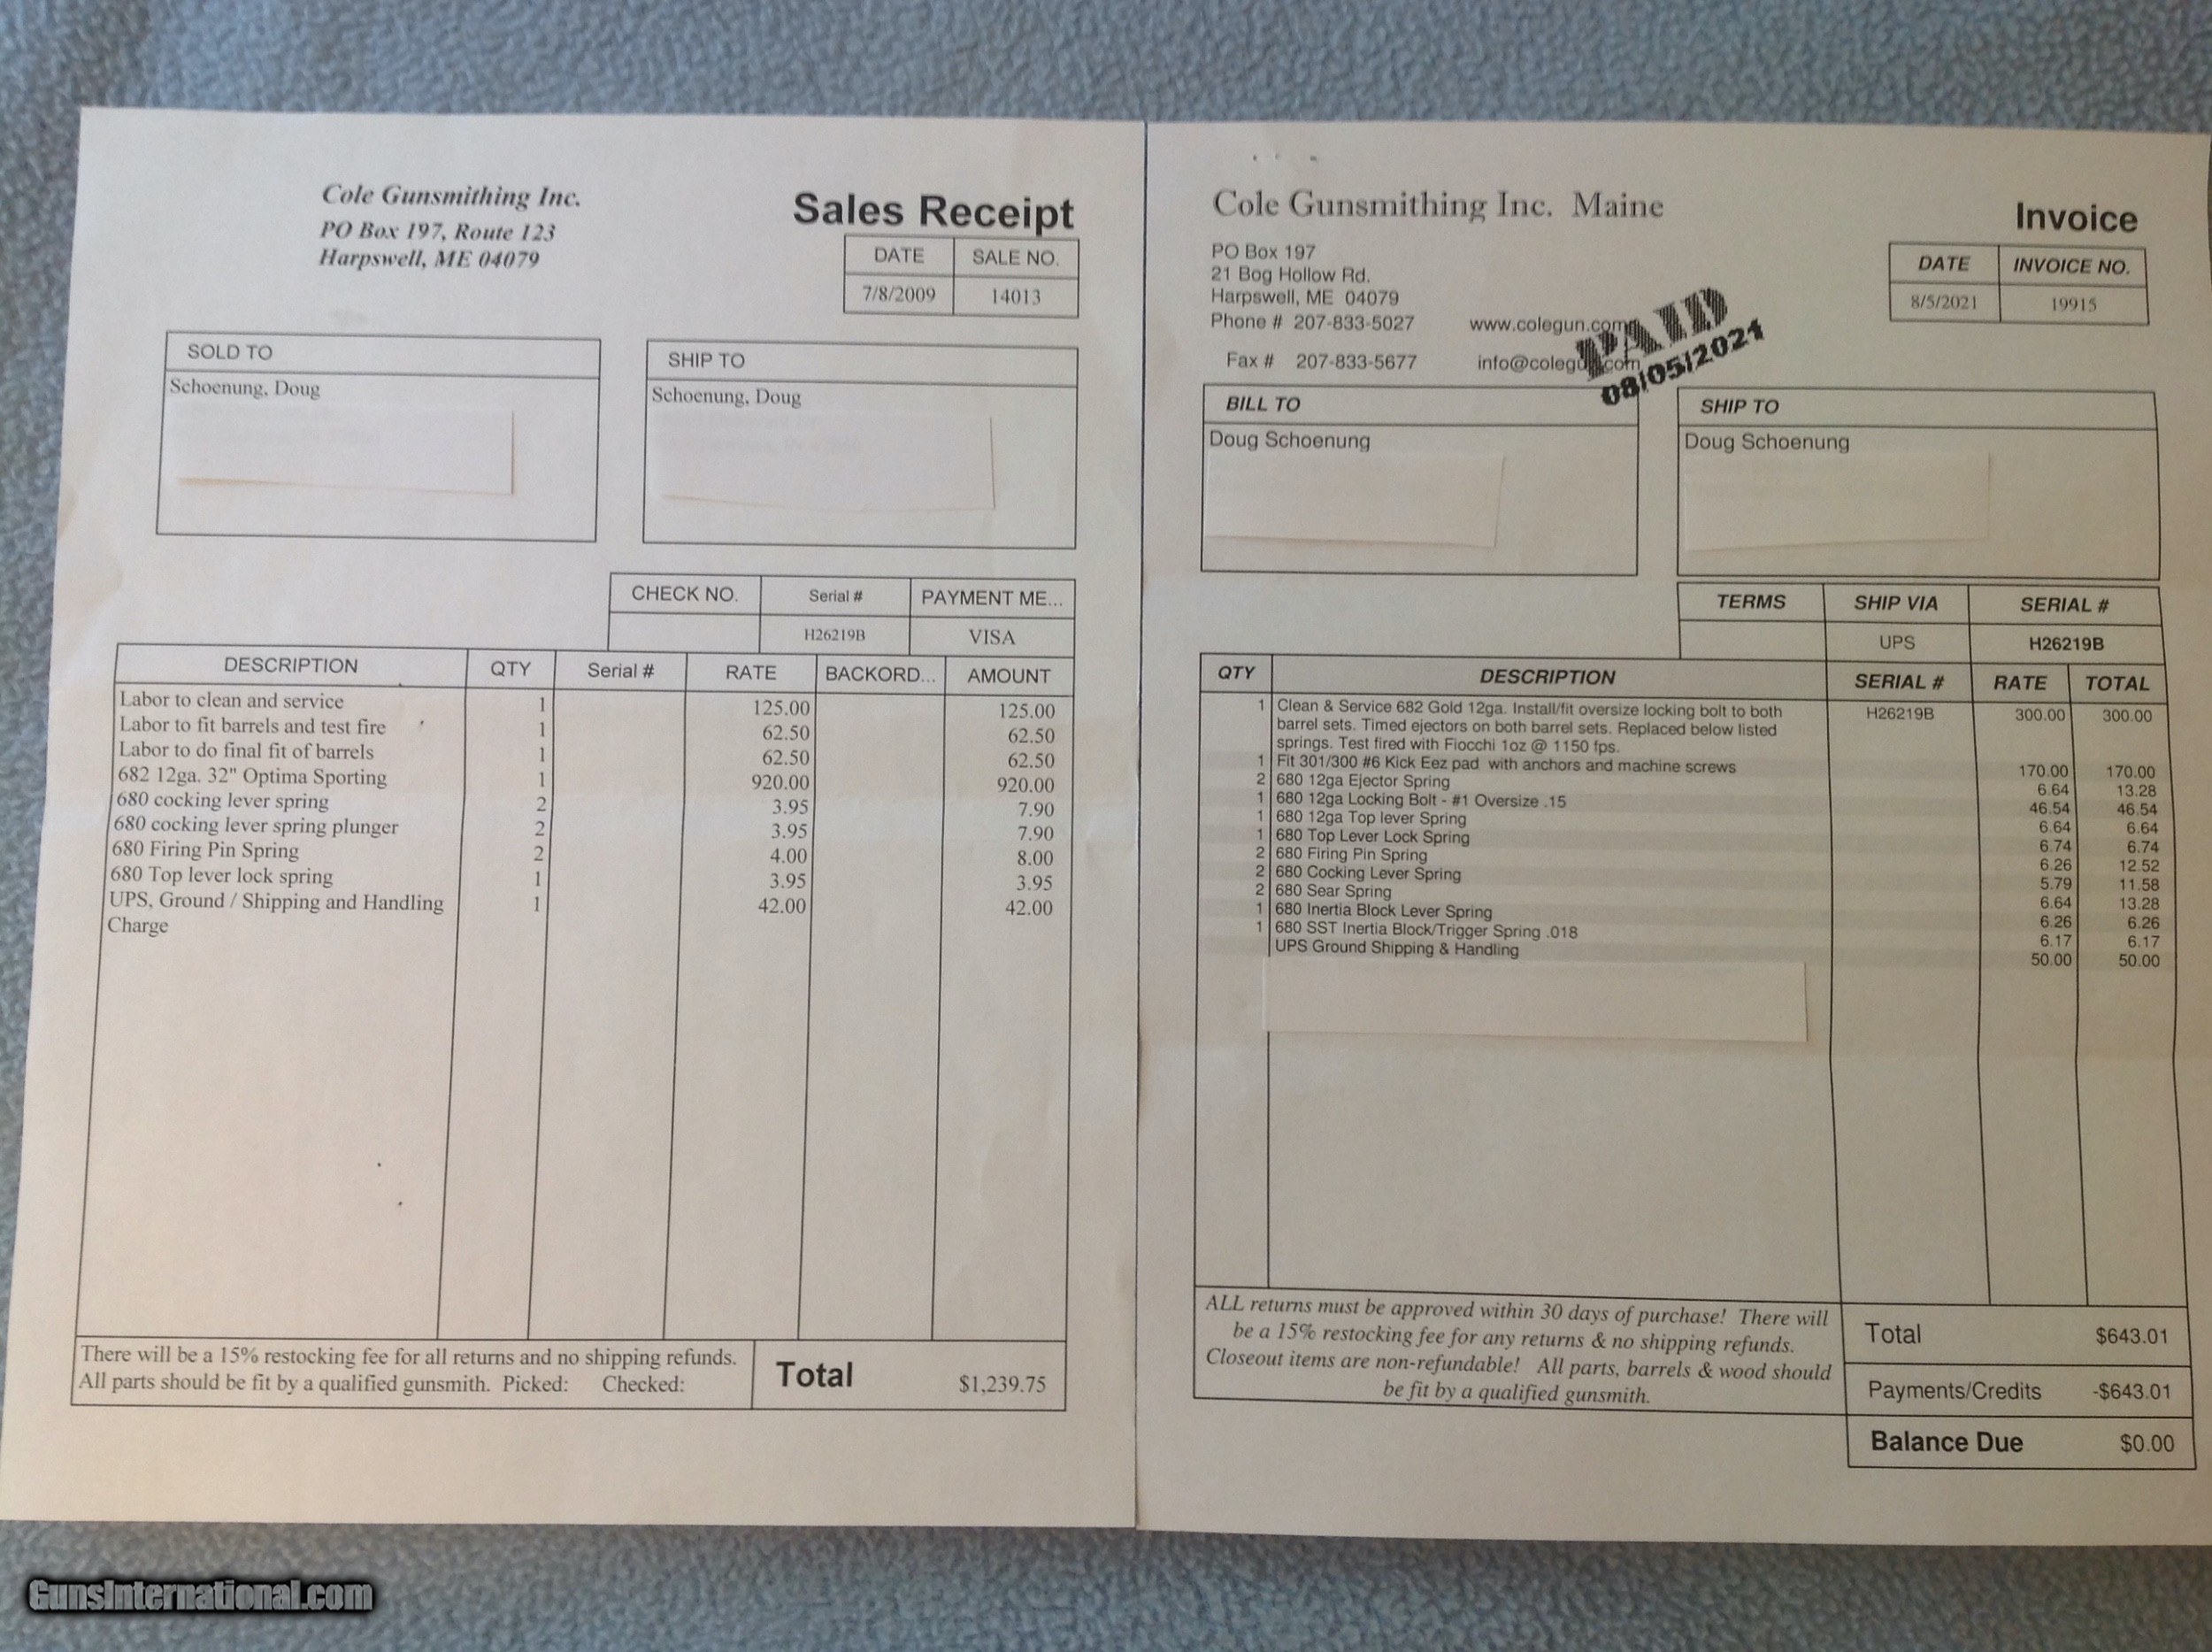 Cole Gunsmithing Inc.
PO Box 197, Route 123
Harpswell, ME 04079
Sales Receipt
DATE SALE NO.
7/8/2009 14013
SOLD TO
Schoenung, Doug
SHIP TO
Schoenung, Doug
CHECK NO. Serial # PAYMENT ME...
H26219B VISA
DESCRIPTION QTY Serial # RATE BACKORD... AMOUNT
Labor to clean and service 1 125.00 125.00
Labor to fit barrels and test fire 1 62.50 62.50
Labor to do final fit of barrels 1 62.50 62.50
682 12ga. 32" Optima Sporting 1 920.00 920.00
680 cocking lever spring 2 3.95 7.90
680 cocking lever spring plunger 2 3.95 7.90
680 Firing Pin Spring 2 4.00 8.00
680 Top lever lock spring 1 3.95 3.95
UPS, Ground / Shipping and Handling 1 42.00 42.00
Charge
There will be a 15% restocking fee for all returns and no shipping refunds.
All parts should be fit by a qualified gunsmith. Picked: Checked:
Total $1,239.75
Cole Gunsmithing Inc. Maine
PO Box 197
21 Bog Hollow Rd.
Harpswell, ME 04079
Phone # 207-833-5027 www.colegun.com
Fax # 207-833-5677 info@colegun.com
Invoice
DATE INVOICE NO.
8/5/2021 19915
PAID
08/05/2021
BILL TO
Doug Schoenung
SHIP TO
Doug Schoenung
TERMS SHIP VIA SERIAL #
UPS H26219B
QTY DESCRIPTION SERIAL # RATE TOTAL
1 Clean & Service 682 Gold 12ga. Install/fit oversize locking bolt to both H26219B 300.00 300.00
barrel sets. Timed ejectors on both barrel sets. Replaced below listed
springs. Test fired with Fiocchi 1oz @ 1150 fps.
1 Fit 301/300 #6 Kick Eez pad with anchors and machine screws 170.00 170.00
2 680 12ga Ejector Spring 6.64 13.28
1 680 12ga Locking Bolt - #1 Oversize .15 46.54 46.54
1 680 12ga Top lever Spring 6.64 6.64
1 680 Top Lever Lock Spring 6.74 6.74
2 680 Firing Pin Spring 6.26 12.52
2 680 Cocking Lever Spring 5.79 11.58
2 680 Sear Spring 6.64 13.28
1 680 Inertia Block Lever Spring 6.26 6.26
1 680 SST Inertia Block/Trigger Spring .018 6.17 6.17
UPS Ground Shipping & Handling 50.00 50.00
ALL returns must be approved within 30 days of purchase! There will
be a 15% restocking fee for any returns & no shipping refunds.
Closeout items are non-refundable! All parts, barrels & wood should
be fit by a qualified gunsmith.
Total $643.01
Payments/Credits -$643.01
Balance Due $0.00
GunsInternational.com